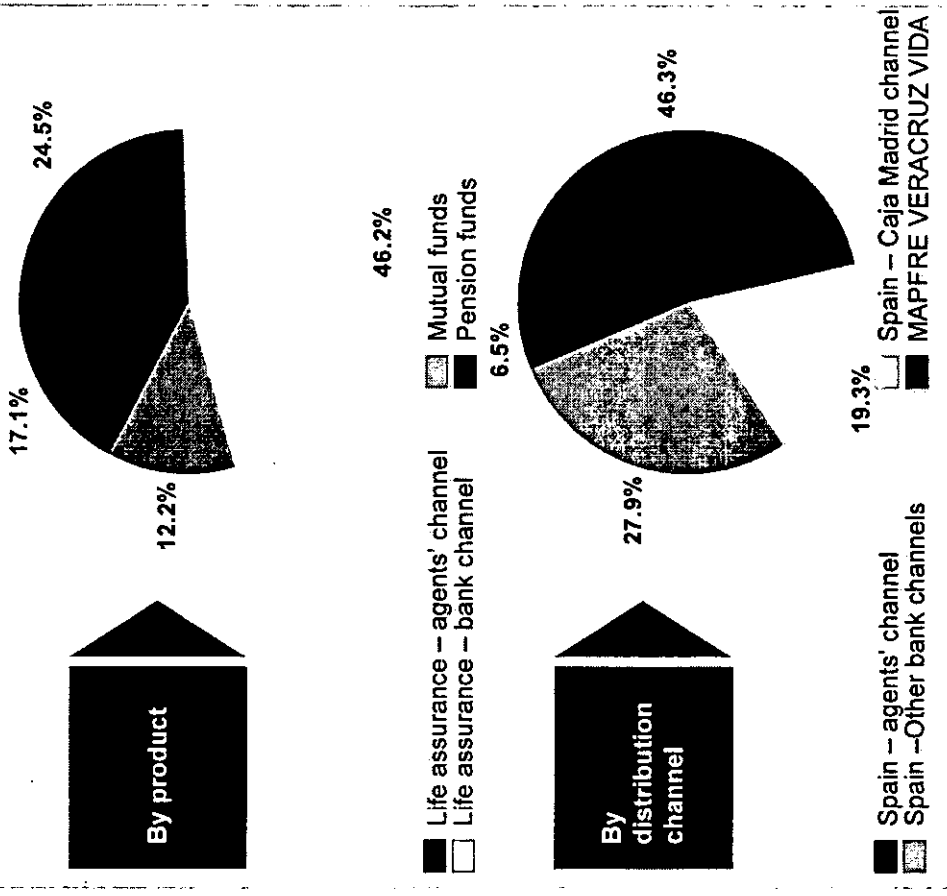 By product
17.1%
24.5%
12.2%
46.2%
Life assurance – agents' channel
Mutual funds
Life assurance – bank channel
Pension funds
By
distribution
channel
6.5%
46.3%
27.9%
19.3%
Spain – agents' channel
Spain – Caja Madrid channel
Spain –Other bank channels
MAPFRE VERACRUZ VIDA